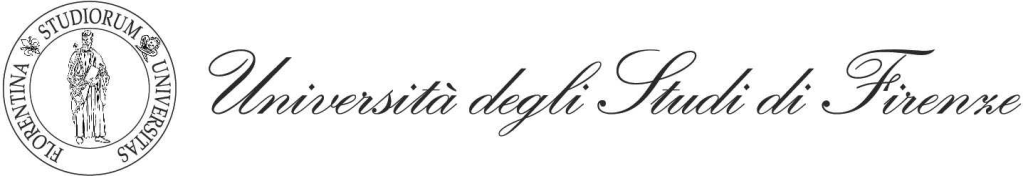 FLORENTINA STUDIORUM UNIVERSITAS
Università degli Studi di Firenze